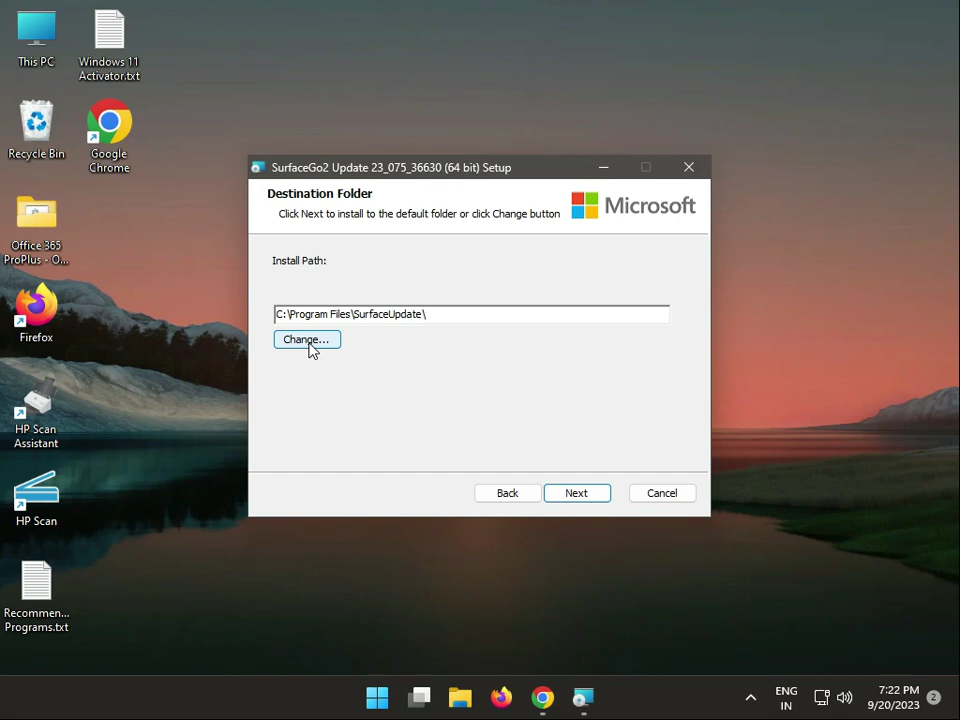 This PC
Windows 11
Activator.txt
Recycle Bin
Google
Chrome
Office 365
ProPlus - O...
Firefox
HP Scan
Assistant
HP Scan
Recommen...
Programs.txt
SurfaceGo2 Update 23_075_36630 (64 bit) Setup
Destination Folder
Click Next to install to the default folder or click Change button
Microsoft
Install Path:
C:\Program Files\SurfaceUpdate\
Change...
Back
Next
Cancel
ENG
IN
7:22 PM
9/20/2023
2